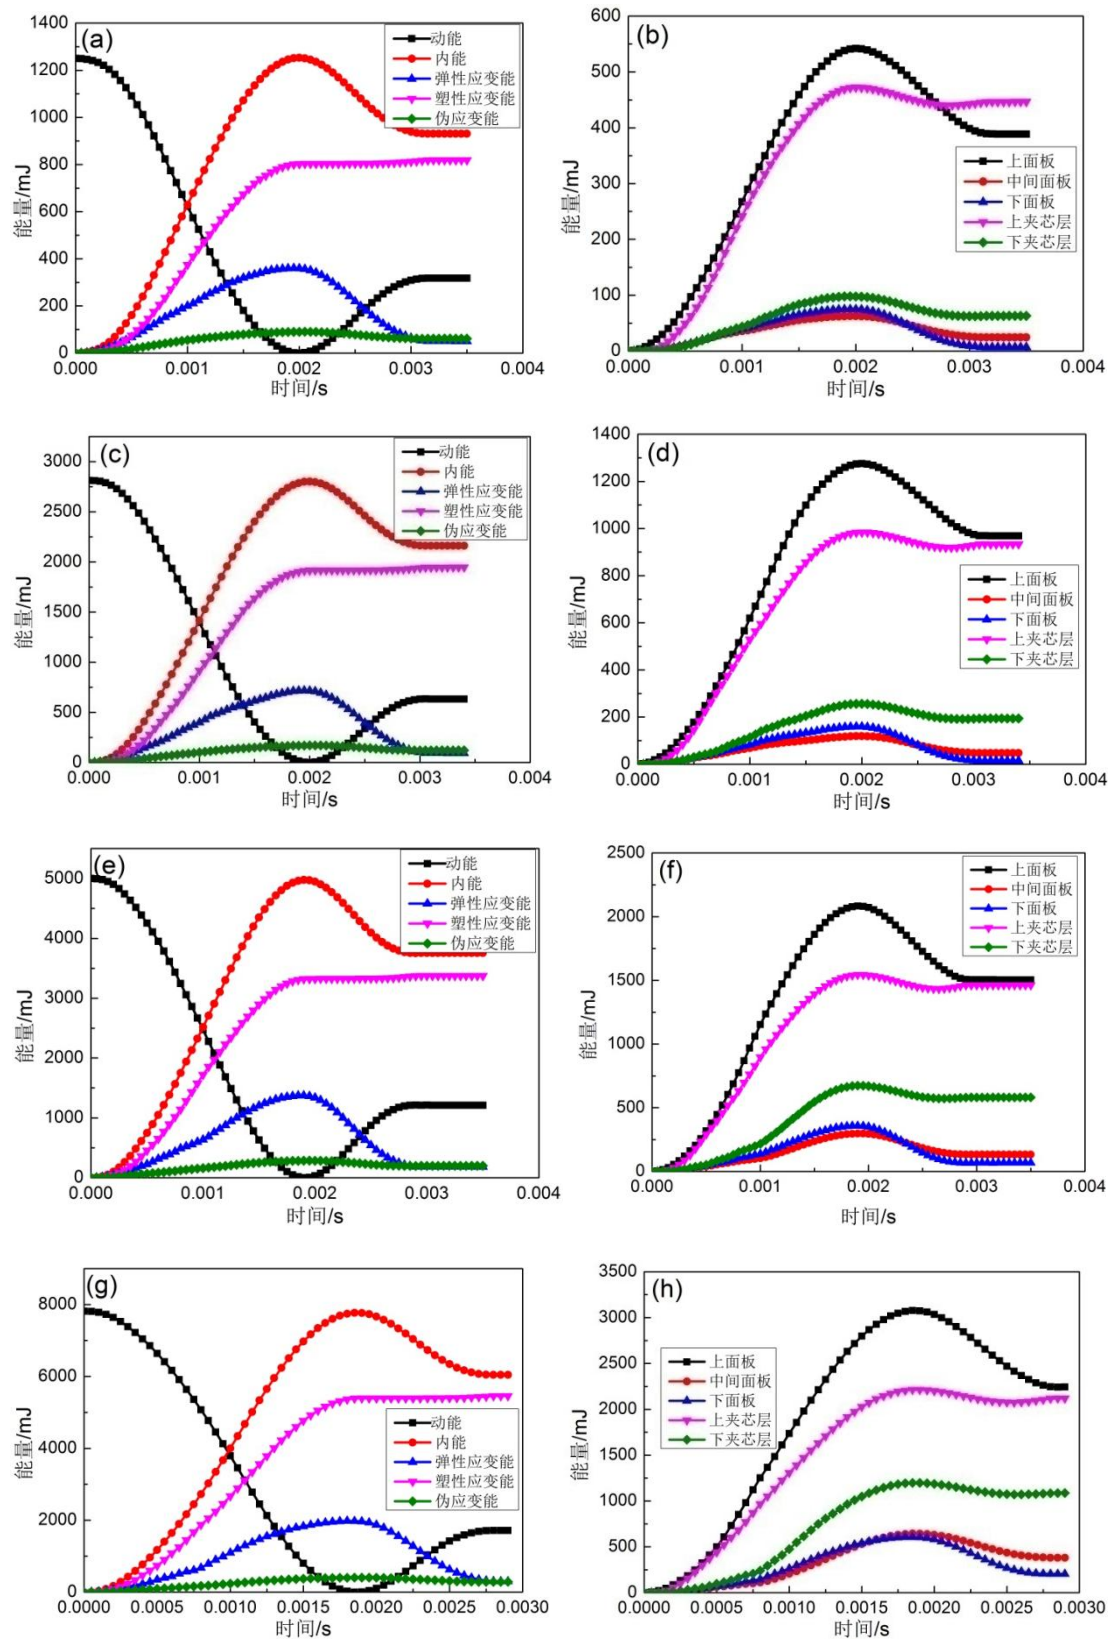 (a)
1400
1200
1000
800
600
400
200
0
能量/mJ
动能
内能
弹性应变能
塑性应变能
伪应变能
0.000 0.001 0.002 0.003 0.004
时间/s
(b)
600
500
400
300
200
100
0
能量/mJ
上面板
中间面板
下面板
上夹芯层
下夹芯层
0.000 0.001 0.002 0.003 0.004
时间/s
(c)
3000
2500
2000
1500
1000
500
0
能量/mJ
动能
内能
弹性应变能
塑性应变能
伪应变能
0.000 0.001 0.002 0.003 0.004
时间/s
(d)
1400
1200
1000
800
600
400
200
0
能量/mJ
上面板
中间面板
下面板
上夹芯层
下夹芯层
0.000 0.001 0.002 0.003 0.004
时间/s
(e)
5000
4000
3000
2000
1000
0
能量/mJ
动能
内能
弹性应变能
塑性应变能
伪应变能
0.000 0.001 0.002 0.003 0.004
时间/s
(f)
2500
2000
1500
1000
500
0
能量/mJ
上面板
中间面板
下面板
上夹芯层
下夹芯层
0.000 0.001 0.002 0.003 0.004
时间/s
(g)
8000
6000
4000
2000
0
能量/mJ
动能
内能
弹性应变能
塑性应变能
伪应变能
0.0000 0.0005 0.0010 0.0015 0.0020 0.0025 0.0030
时间/s
(h)
3500
3000
2500
2000
1500
1000
500
0
能量/mJ
上面板
中间面板
下面板
上夹芯层
下夹芯层
0.0000 0.0005 0.0010 0.0015 0.0020 0.0025 0.0030
时间/s